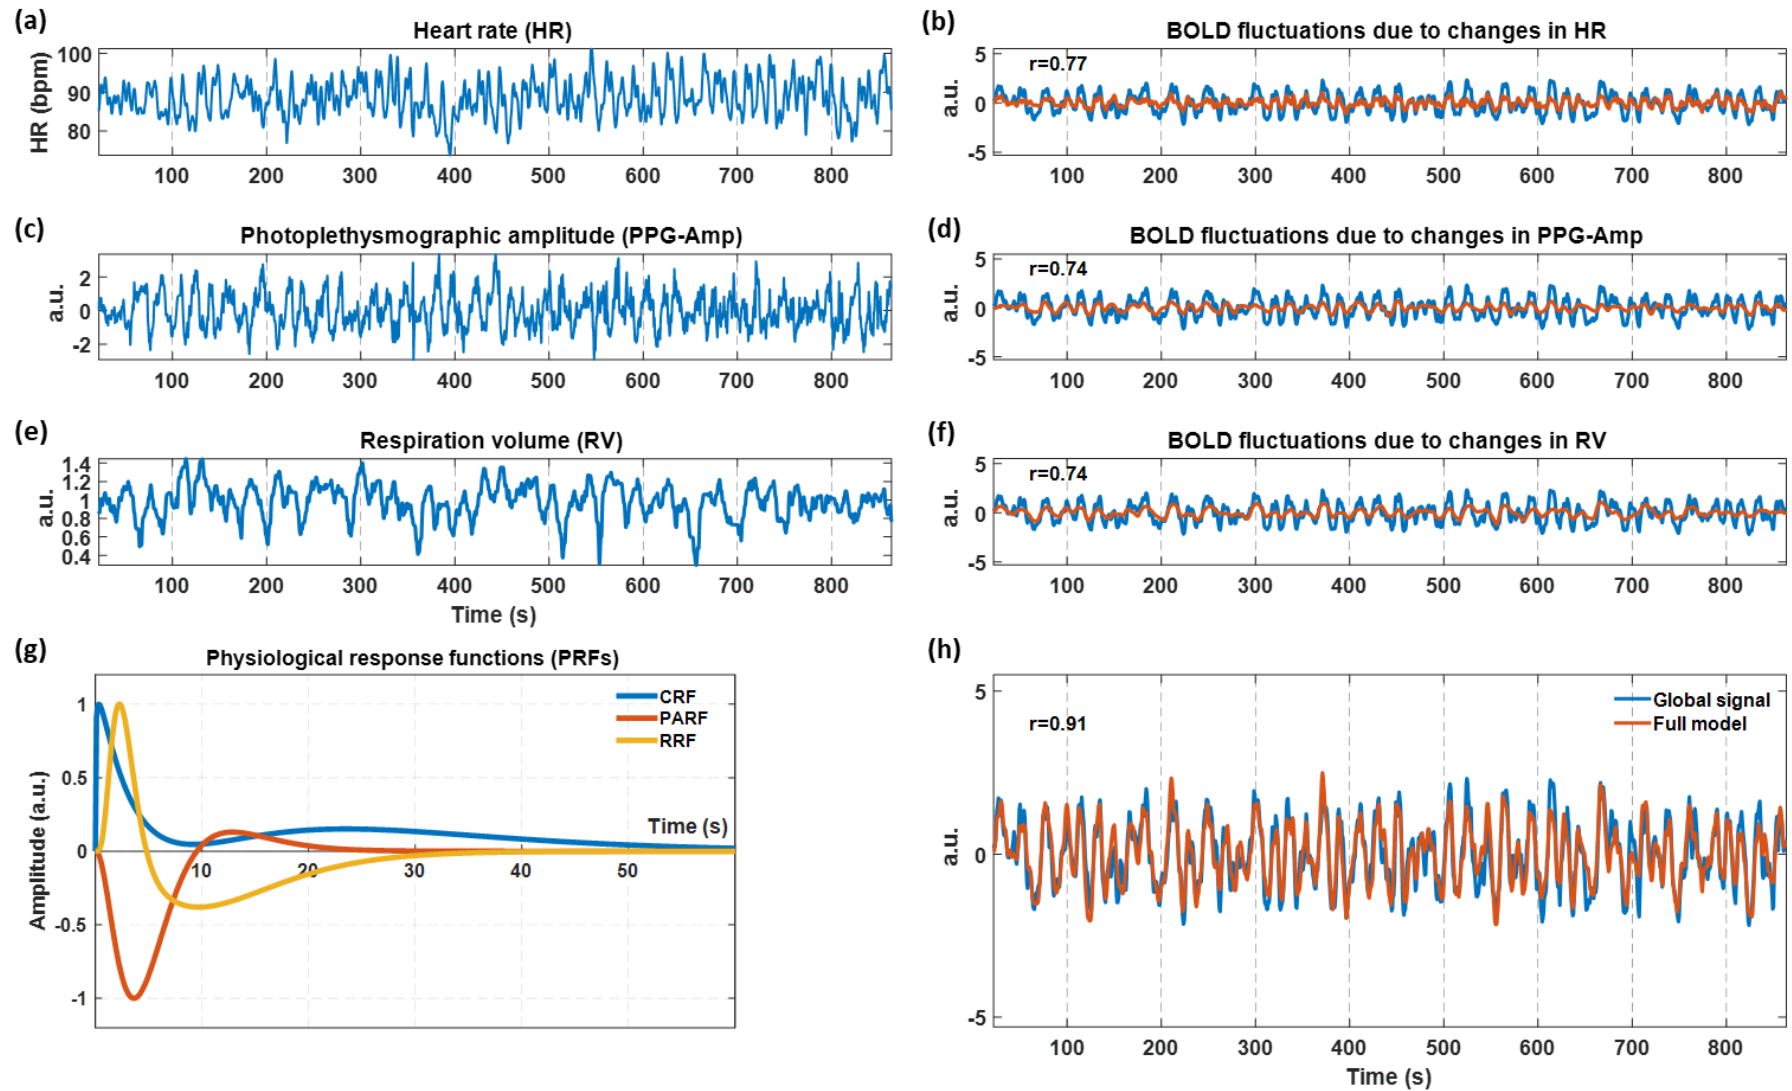 (a)
Heart rate (HR)
HR (bpm)
100
90
80
100 200 300 400 500 600 700 800
(b)
BOLD fluctuations due to changes in HR
r=0.77
a.u.
5
0
-5
100 200 300 400 500 600 700 800
(c)
Photoplethysmographic amplitude (PPG-Amp)
a.u.
2
0
-2
100 200 300 400 500 600 700 800
(d)
BOLD fluctuations due to changes in PPG-Amp
r=0.74
a.u.
5
0
-5
100 200 300 400 500 600 700 800
(e)
Respiration volume (RV)
a.u.
1.4
1.2
1
0.8
0.6
0.4
100 200 300 400 500 600 700 800
Time (s)
(f)
BOLD fluctuations due to changes in RV
r=0.74
a.u.
5
0
-5
100 200 300 400 500 600 700 800
(g)
Physiological response functions (PRFs)
Amplitude (a.u.)
1
0.5
0
-0.5
-1
CRF
PARF
RRF
Time (s)
10 20 30 40 50
(h)
r=0.91
Global signal
Full model
a.u.
5
0
-5
100 200 300 400 500 600 700 800
Time (s)